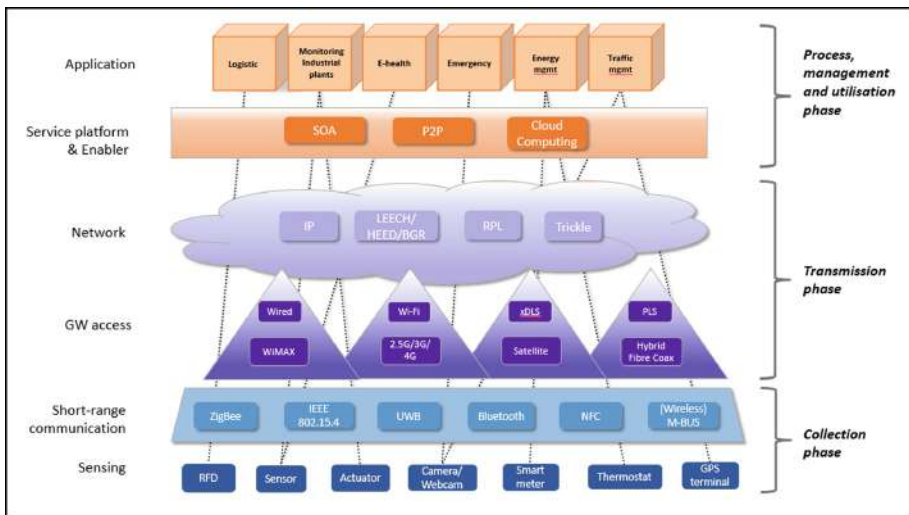 Application
Logistic
Monitoring
Industrial
plants
E-health
Emergency
Energy
mgmt
Traffic
mgmt
Process,
management
and utilisation
phase
Service platform
& Enabler
SOA
P2P
Cloud
Computing
Network
IP
LEECH/
HEED/BGR
RPL
Trickle
Transmission
phase
GW access
Wired
WiMAX
Wi-Fi
2.5G/3G/
4G
xDLS
Satellite
PLS
Hybrid
Fibre Coax
Short-range
communication
ZigBee
IEEE
802.15.4
UWB
Bluetooth
NFC
(Wireless)
M-BUS
Collection
phase
Sensing
RFD
Sensor
Actuator
Camera/
Webcam
Smart
meter
Thermostat
GPS
terminal